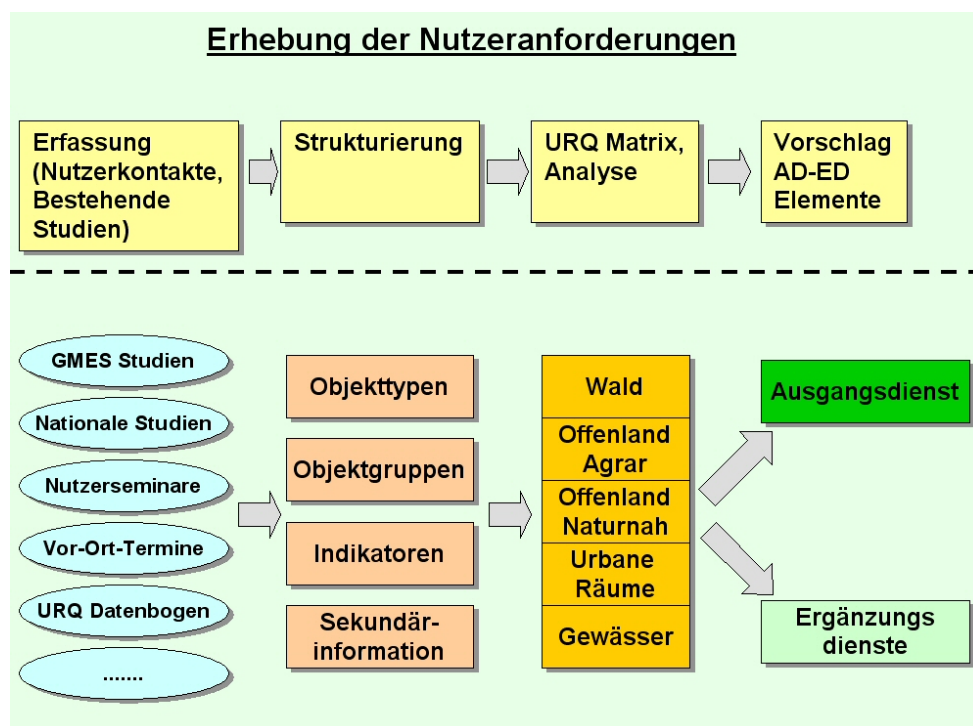 Erhebung der Nutzeranforderungen
Erfassung
(Nutzerkontakte,
Bestehende
Studien)
Strukturierung
URQ Matrix,
Analyse
Vorschlag
AD-ED
Elemente
GMES Studien
Nationale Studien
Nutzerseminare
Vor-Ort-Termine
URQ Datenbogen
.......
Objekttypen
Objektgruppen
Indikatoren
Sekundär-
information
Wald
Offenland
Agrar
Offenland
Naturnah
Urbane
Räume
Gewässer
Ausgangsdienst
Ergänzungs
dienste